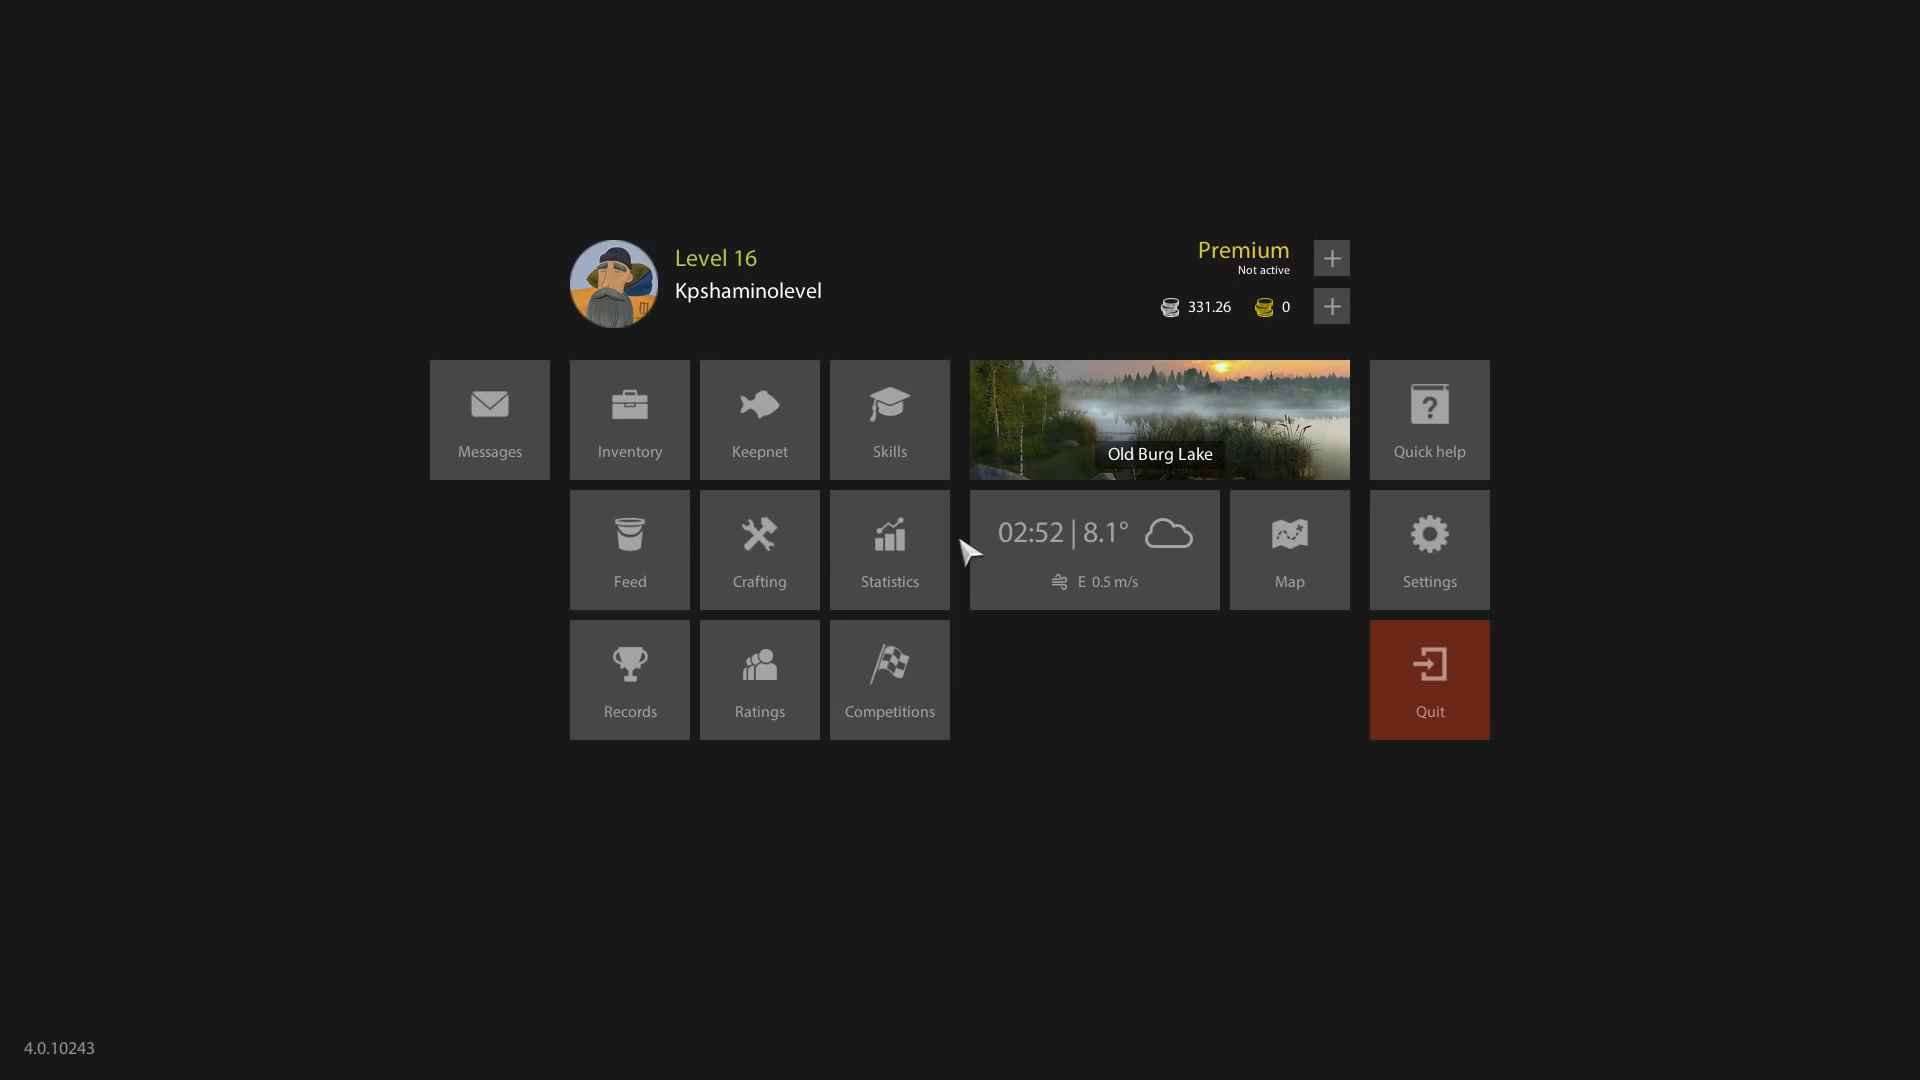 Level 16
Kpshaminolevel
Premium
Not active
331.26
0
Messages
Inventory
Keepnet
Skills
Old Burg Lake
Quick help
Feed
Crafting
Statistics
02:52 | 8.1°
E 0.5 m/s
Map
Settings
Records
Ratings
Competitions
Quit
4.0.10243